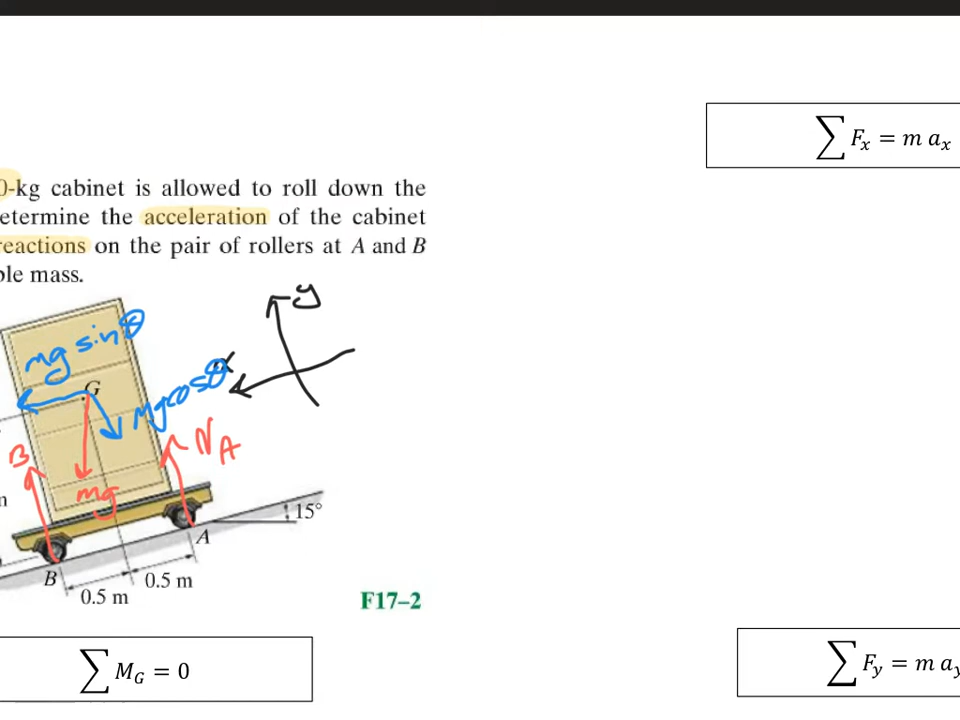 ∑ F_x = m a_x
0-kg cabinet is allowed to roll down the
etermine the acceleration of the cabinet
reactions on the pair of rollers at A and B
ble mass.
y
x
mg sinθ
G
mgcosθ
B
N_A
mg
15°
A
B
0.5 m
0.5 m
F17–2
∑ M_G = 0
∑ F_y = m a_y